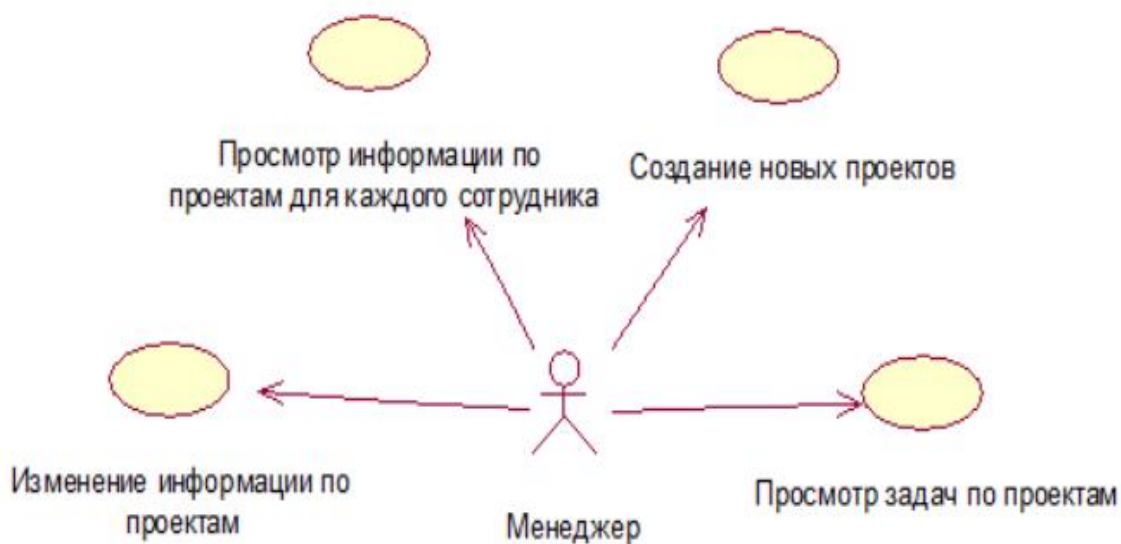 Просмотр информации по
проектам для каждого сотрудника
Создание новых проектов
Изменение информации по
проектам
Менеджер
Просмотр задач по проектам